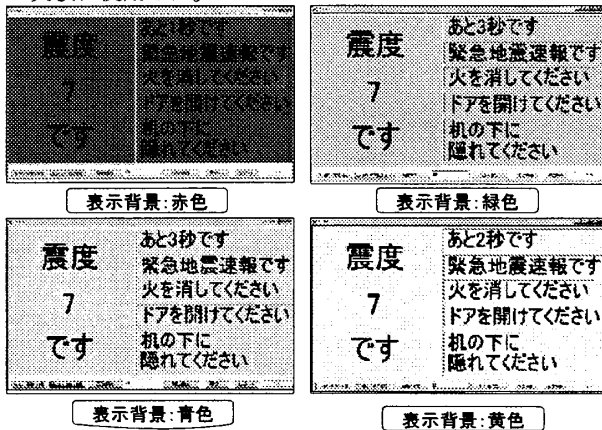 震度
7
です
あと1秒です
緊急地震速報です
火を消してください
ドアを開けてください
机の下に
隠れてください
表示背景:赤色
震度
7
です
あと3秒です
緊急地震速報です
火を消してください
ドアを開けてください
机の下に
隠れてください
表示背景:緑色
震度
7
です
あと3秒です
緊急地震速報です
火を消してください
ドアを開けてください
机の下に
隠れてください
表示背景:青色
震度
7
です
あと2秒です
緊急地震速報です
火を消してください
ドアを開けてください
机の下に
隠れてください
表示背景:黄色